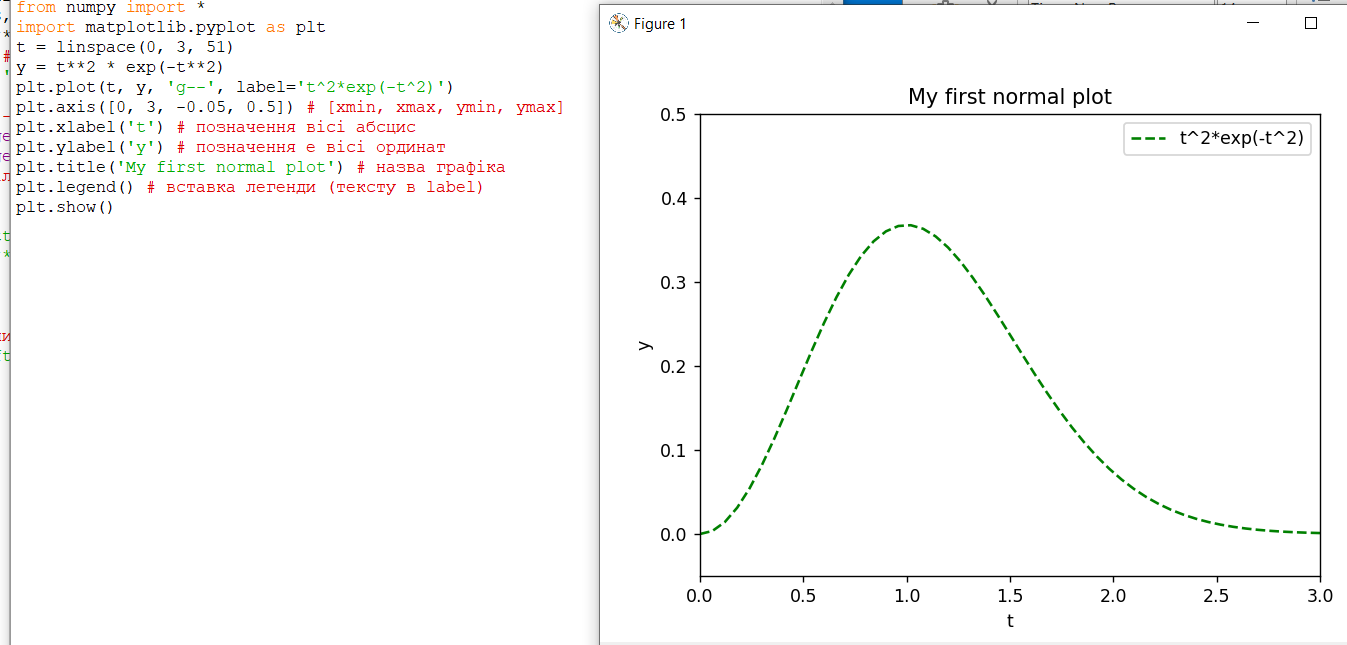 from numpy import *
import matplotlib.pyplot as plt
t = linspace(0, 3, 51)
y = t**2 * exp(-t**2)
plt.plot(t, y, 'g--', label='t^2*exp(-t^2)')
plt.axis([0, 3, -0.05, 0.5]) # [xmin, xmax, ymin, ymax]
plt.xlabel('t') # позначення вісі абсцис
plt.ylabel('y') # позначення е вісі ординат
plt.title('My first normal plot') # назва графіка
plt.legend() # вставка легенди (тексту в label)
plt.show()
Figure 1
My first normal plot
t^2*exp(-t^2)
0.5
0.4
0.3
0.2
0.1
0.0
y
0.0 0.5 1.0 1.5 2.0 2.5 3.0
t